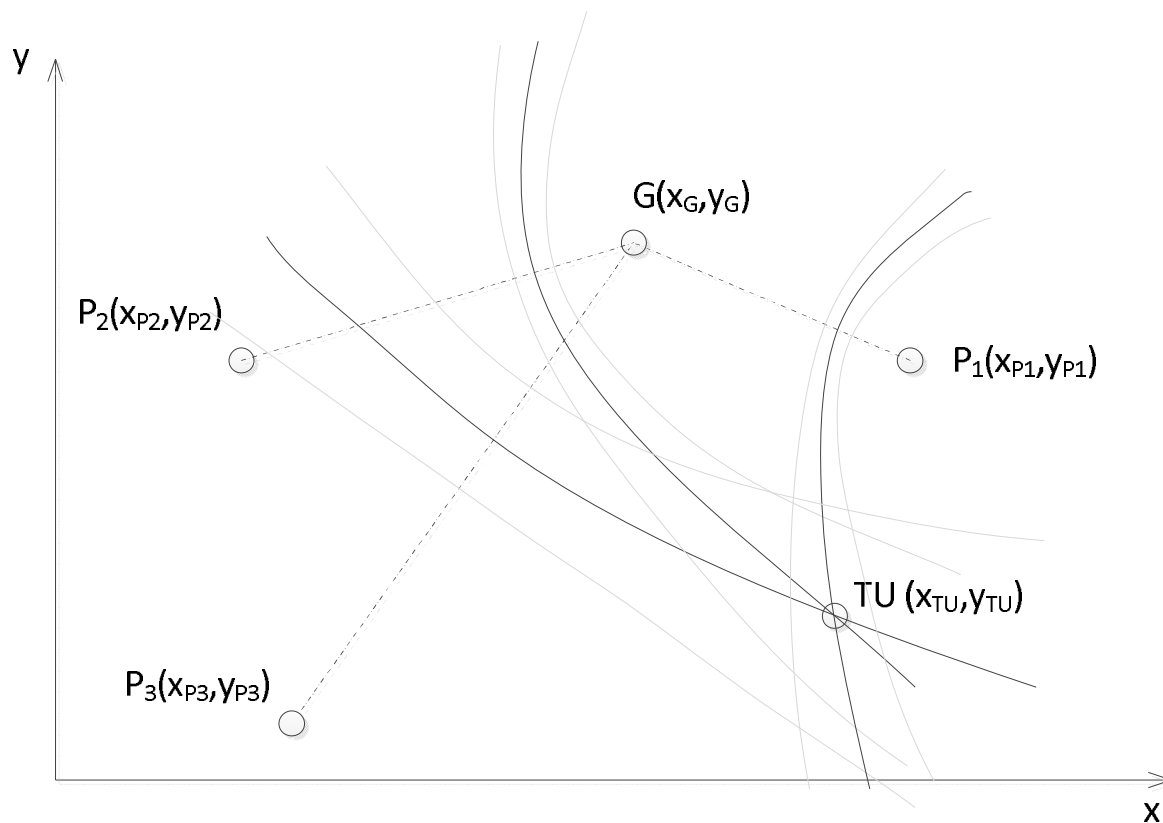 y
G(xG,yG)
P2(xP2,yP2)
P1(xP1,yP1)
TU (xTU,yTU)
P3(xP3,yP3)
x